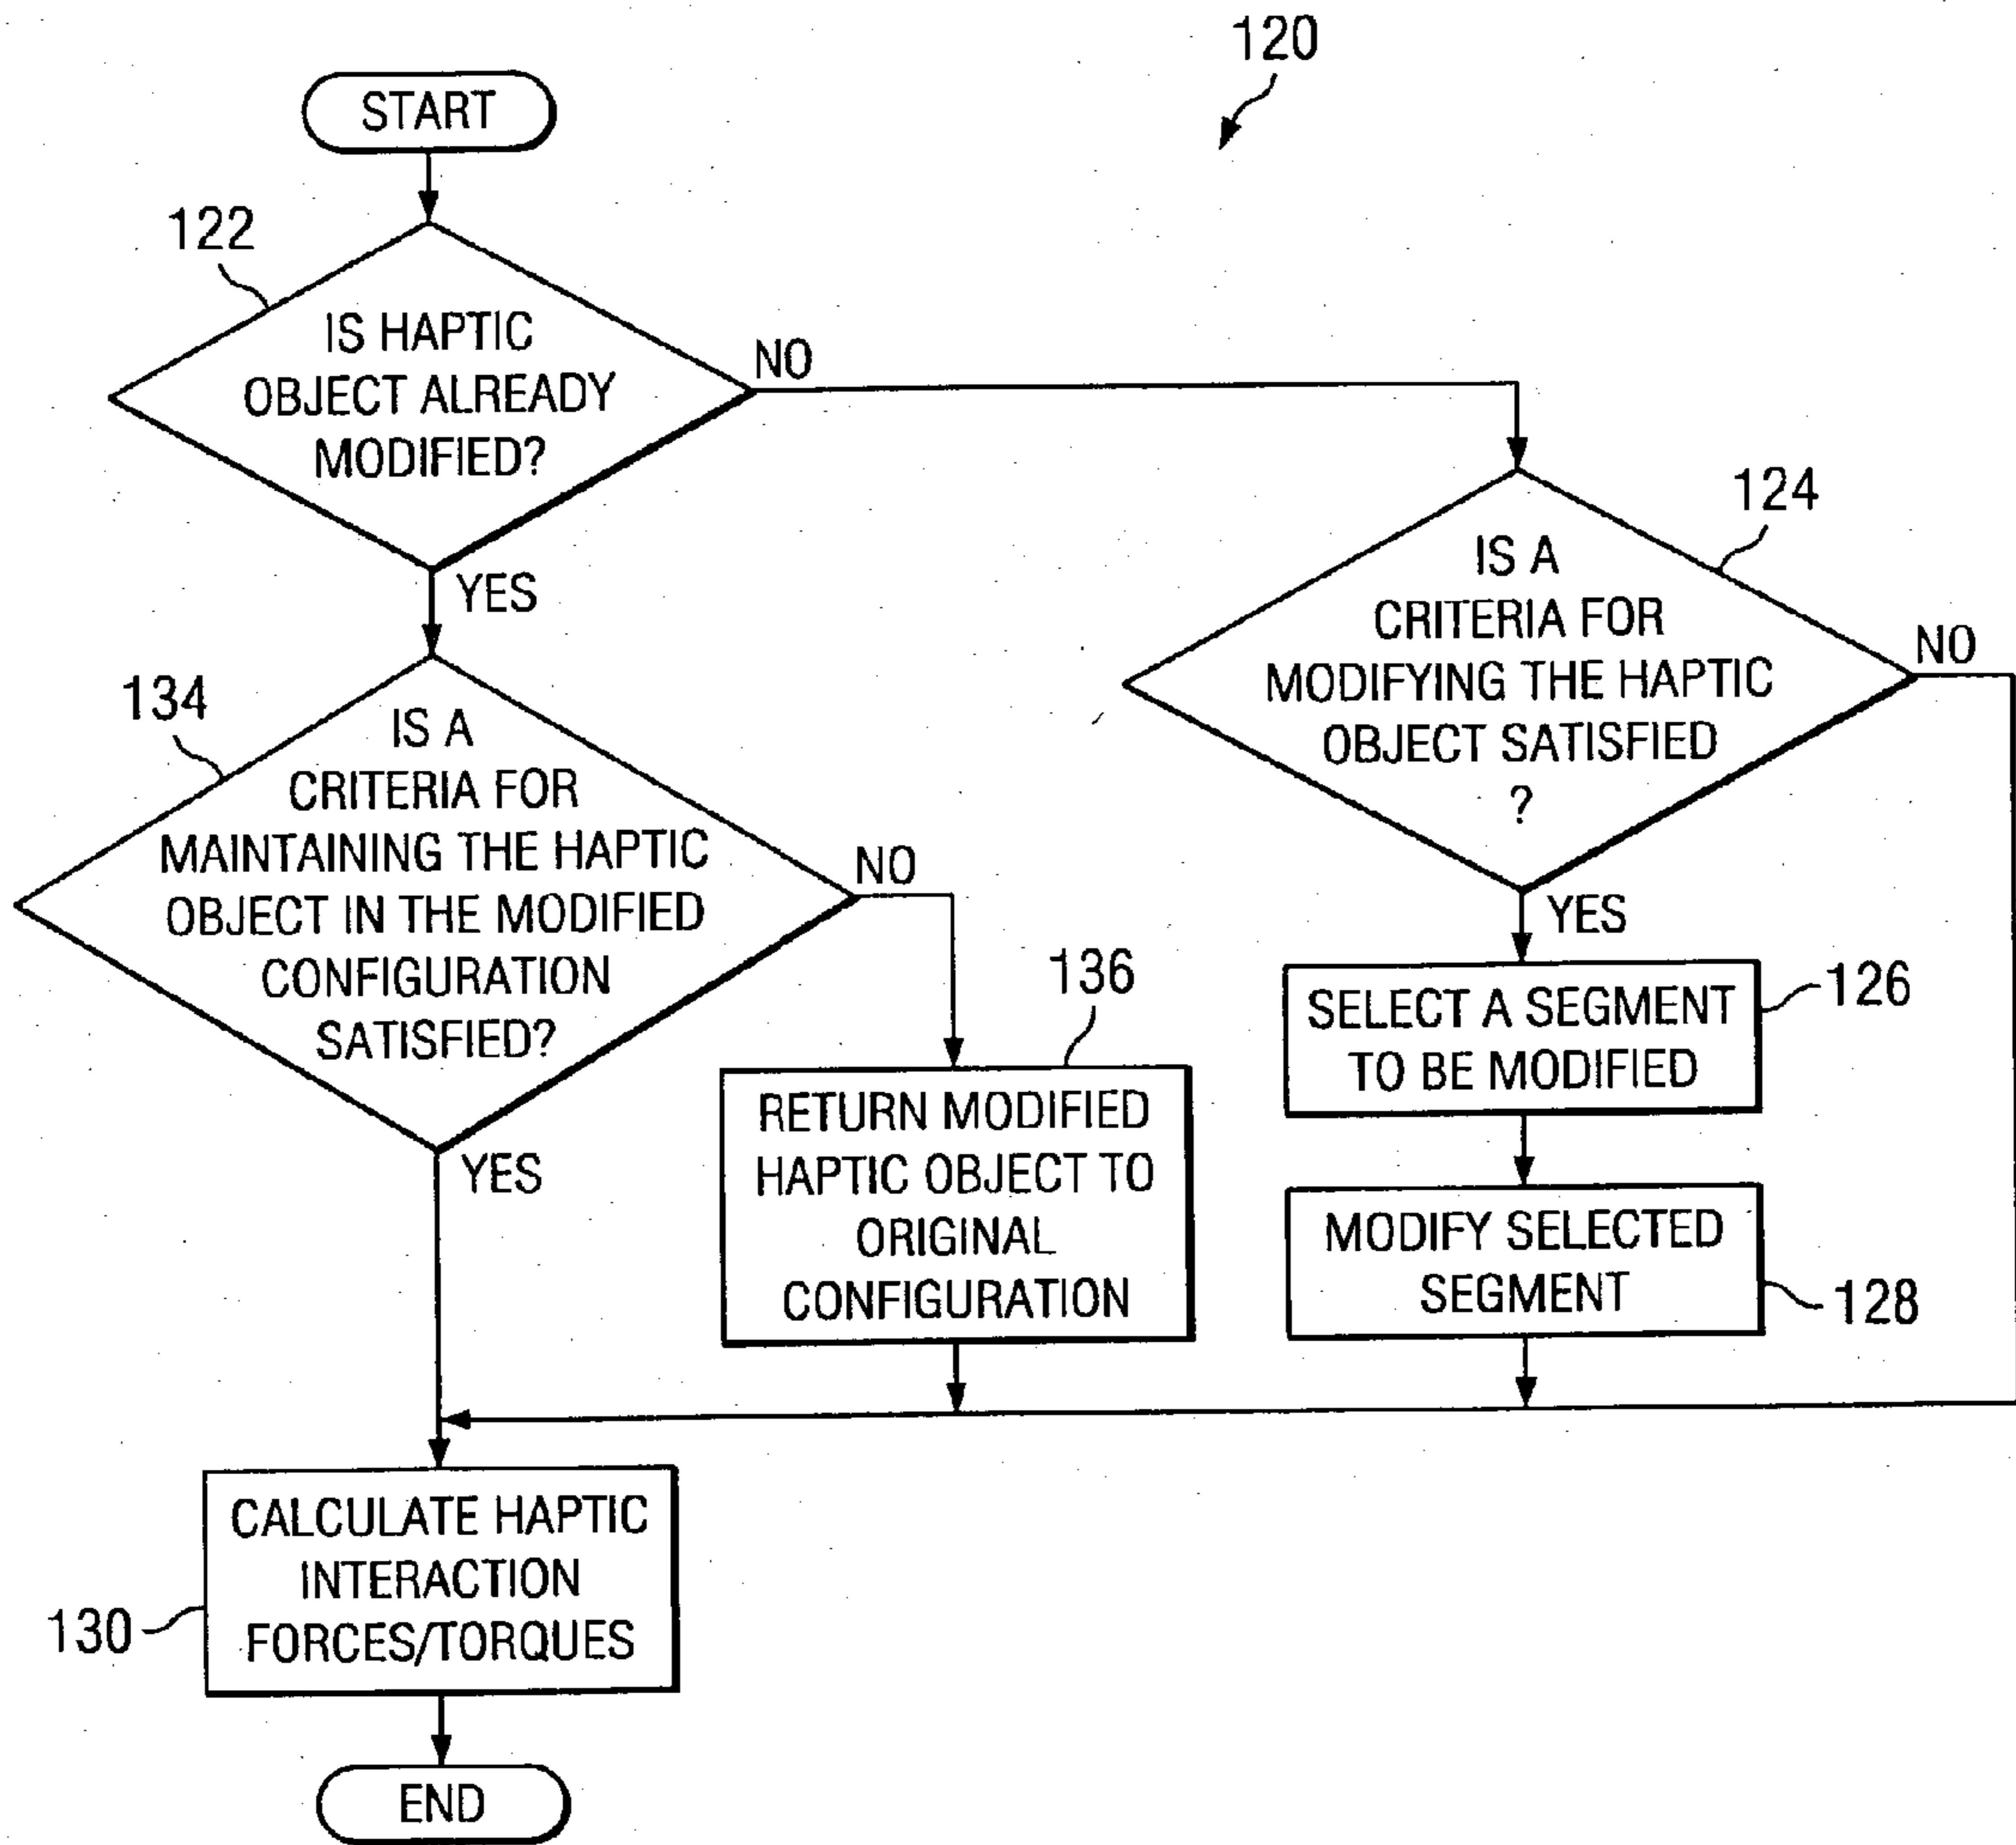 120
START
122
IS HAPTIC
OBJECT ALREADY
MODIFIED?
NO
YES
124
IS A
CRITERIA FOR
MODIFYING THE HAPTIC
OBJECT SATISFIED
?
NO
YES
134
IS A
CRITERIA FOR
MAINTAINING THE HAPTIC
OBJECT IN THE MODIFIED
CONFIGURATION
SATISFIED?
NO
YES
136
RETURN MODIFIED
HAPTIC OBJECT TO
ORIGINAL
CONFIGURATION
126
SELECT A SEGMENT
TO BE MODIFIED
MODIFY SELECTED
SEGMENT
128
CALCULATE HAPTIC
INTERACTION
FORCES/TORQUES
130
END